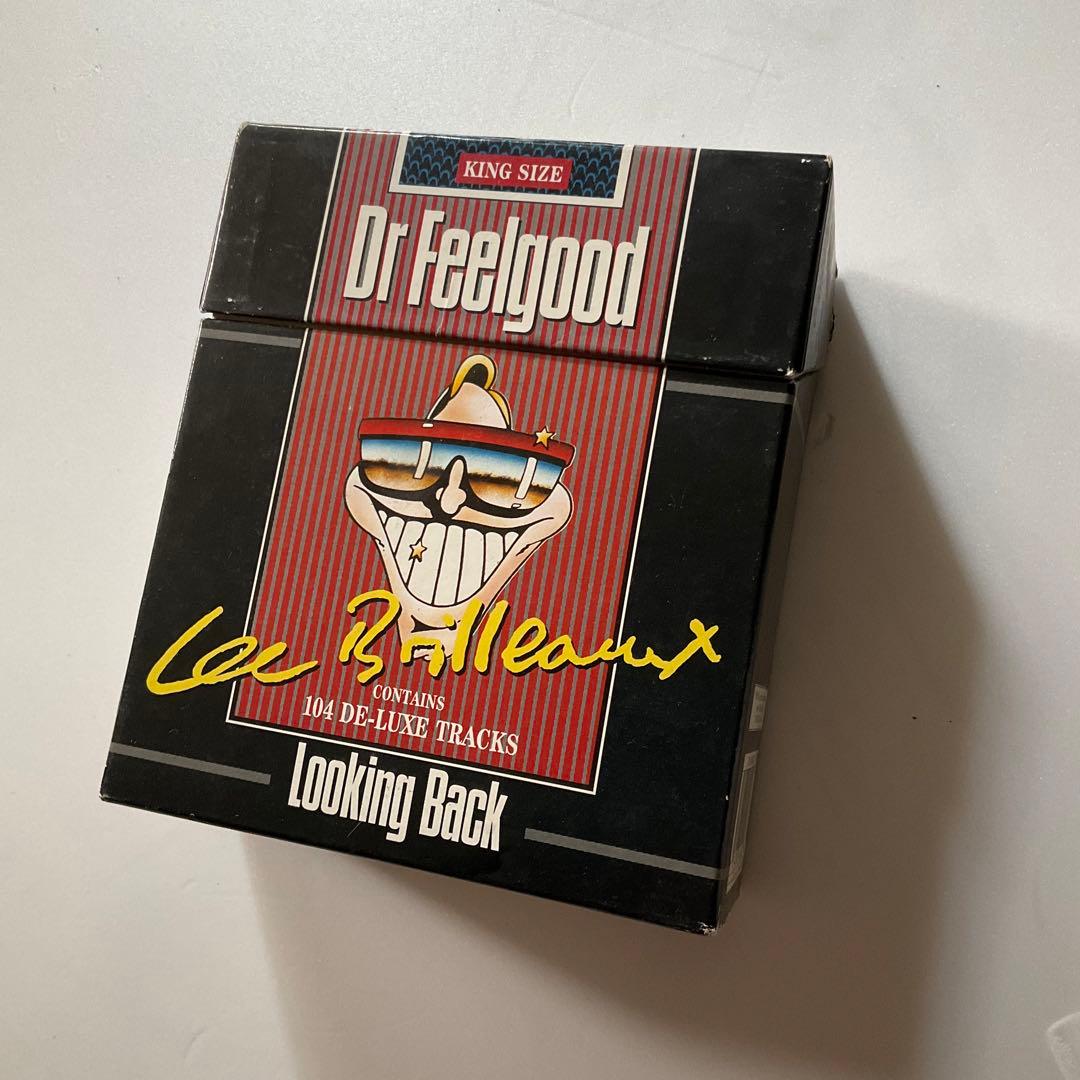 KING SIZE
Dr Feelgood
Lee Brilleaux
CONTAINS
104 DE-LUXE TRACKS
Looking Back